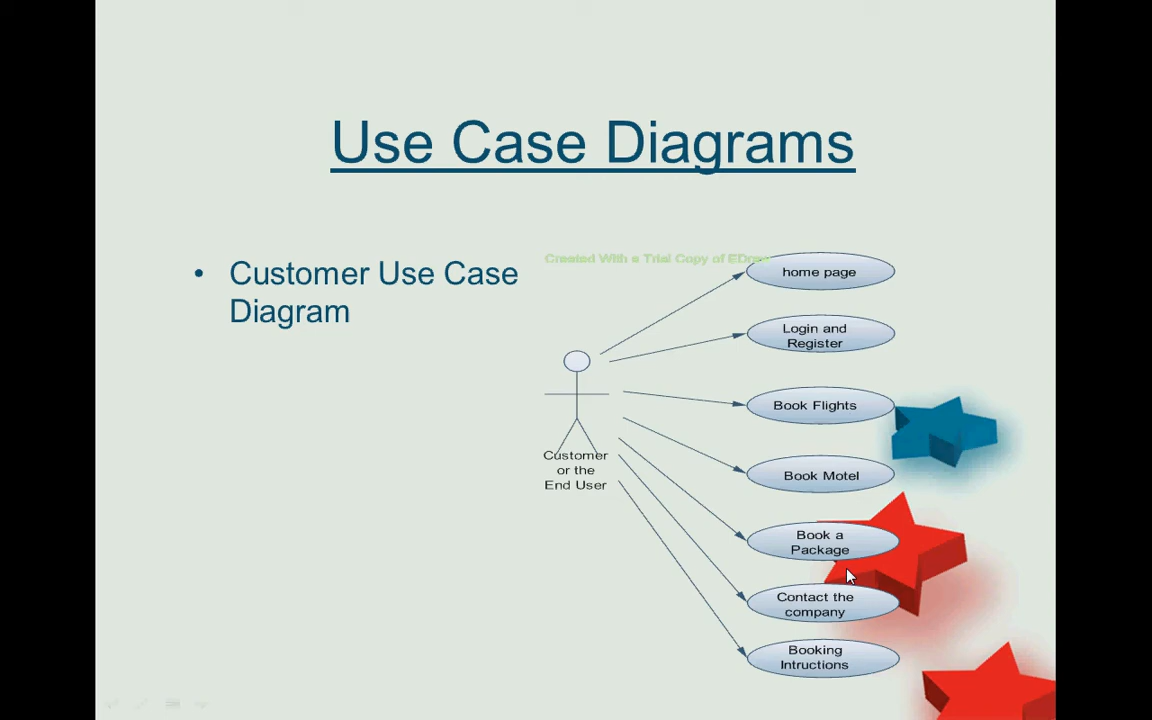 Use Case Diagrams
• Customer Use Case
Diagram
Created With a Trial Copy of EDraw
home page
Login and
Register
Book Flights
Customer
or the
End User
Book Motel
Book a
Package
Contact the
company
Booking
Intructions